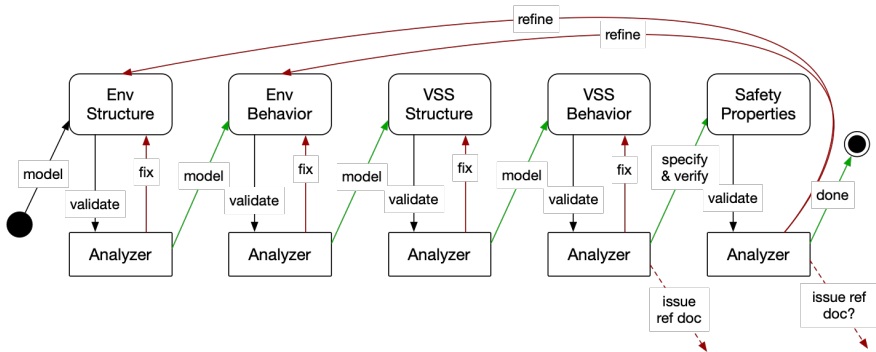 refine
refine
Env
Structure
Env
Behavior
VSS
Structure
VSS
Behavior
Safety
Properties
model
validate
fix
model
validate
fix
model
validate
fix
model
validate
fix
specify
& verify
validate
done
Analyzer
Analyzer
Analyzer
Analyzer
Analyzer
issue
ref doc
issue ref
doc?